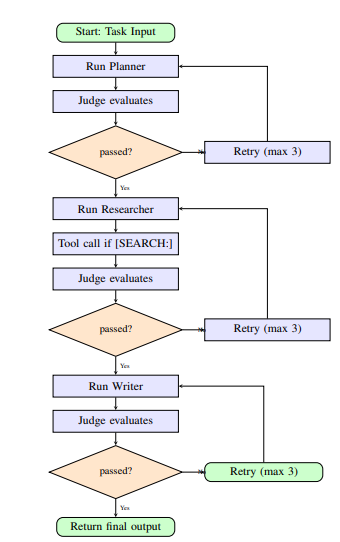 Start: Task Input
Run Planner
Judge evaluates
passed?
Retry (max 3)
Yes
Run Researcher
Tool call if [SEARCH:]
Judge evaluates
passed?
Retry (max 3)
Yes
Run Writer
Judge evaluates
passed?
Retry (max 3)
Yes
Return final output